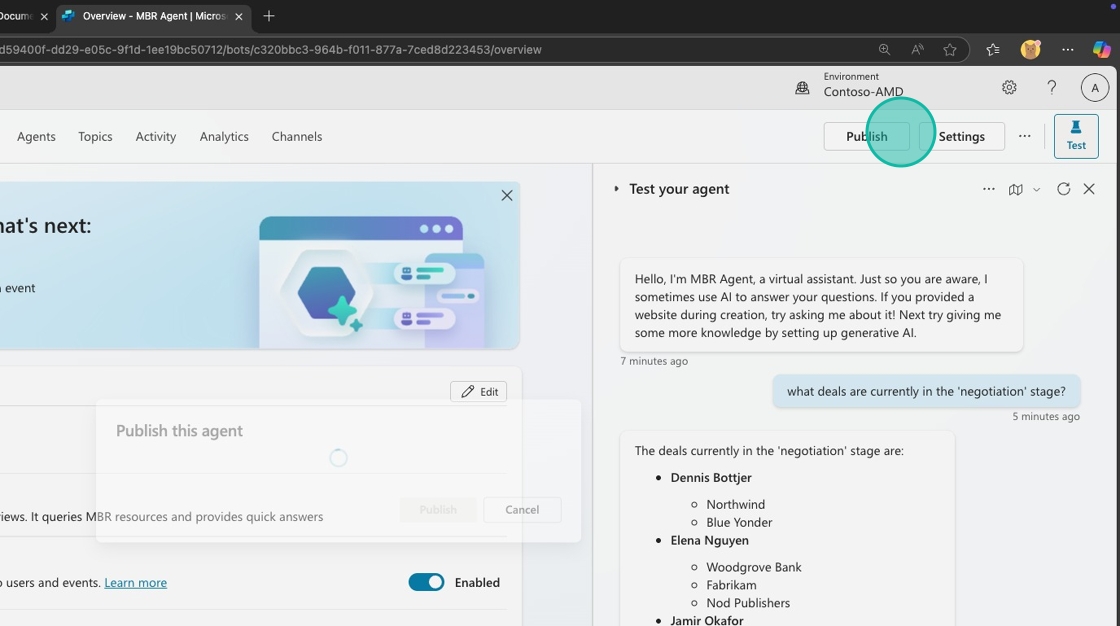 Docume
Overview - MBR Agent | Micros
d59400f-dd29-e05c-9f1d-1ee19bc50712/bots/c320bbc3-964b-f011-877a-7ced8d223453/overview
Environment
Contoso-AMD
A
Agents Topics Activity Analytics Channels
Publish Settings
Test
hat's next:
Test your agent
n event
Hello, I'm MBR Agent, a virtual assistant. Just so you are aware, I
sometimes use AI to answer your questions. If you provided a
website during creation, try asking me about it! Next try giving me
some more knowledge by setting up generative AI.
7 minutes ago
what deals are currently in the 'negotiation' stage?
5 minutes ago
Edit
Publish this agent
iews. It queries MBR resources and provides quick answers
Publish Cancel
The deals currently in the 'negotiation' stage are:
Dennis Bottjer
Northwind
Blue Yonder
Elena Nguyen
Woodgrove Bank
Fabrikam
Nod Publishers
Jamir Okafor
o users and events. Learn more
Enabled